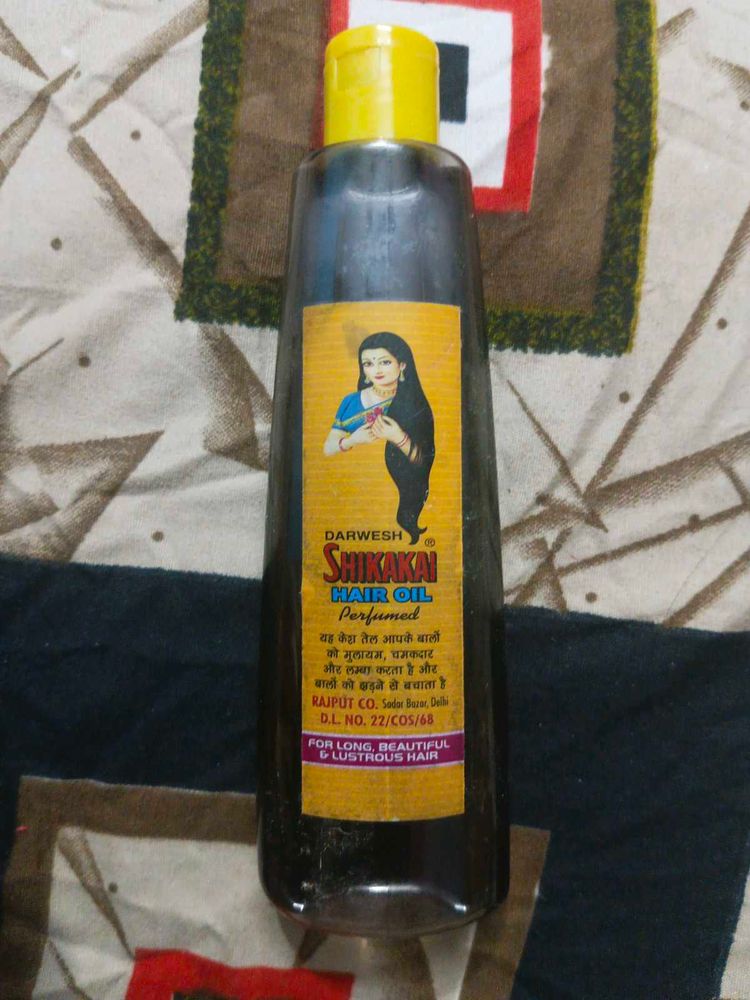 DARWESH
SHIKAKAI ®
HAIR OIL
Perfumed
यह केश तेल आपके बालों
को मुलायम, चमकदार
और लम्बा करता है और
बालों को झड़ने से बचाता है
RAJPUT CO. Sadar Bazar, Delhi
D.L. NO. 22/COS/68
FOR LONG, BEAUTIFUL
& LUSTROUS HAIR